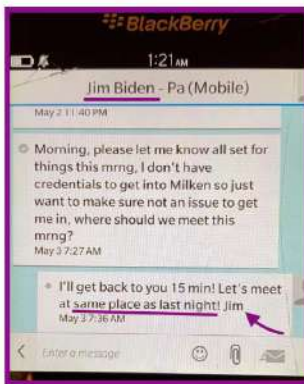 BlackBerry
1:21 AM
Jim Biden - Pa (Mobile)
May 2 11:40 PM
Morning, please let me know all set for
things this mrng, I don't have
credentials to get into Milken so just
want to make sure not an issue to get
me in, where should we meet this
mrng?
May 3 7:27 AM
I'll get back to you 15 min! Let's meet
at same place as last night! Jim
May 3 7:36 AM
Enter a message